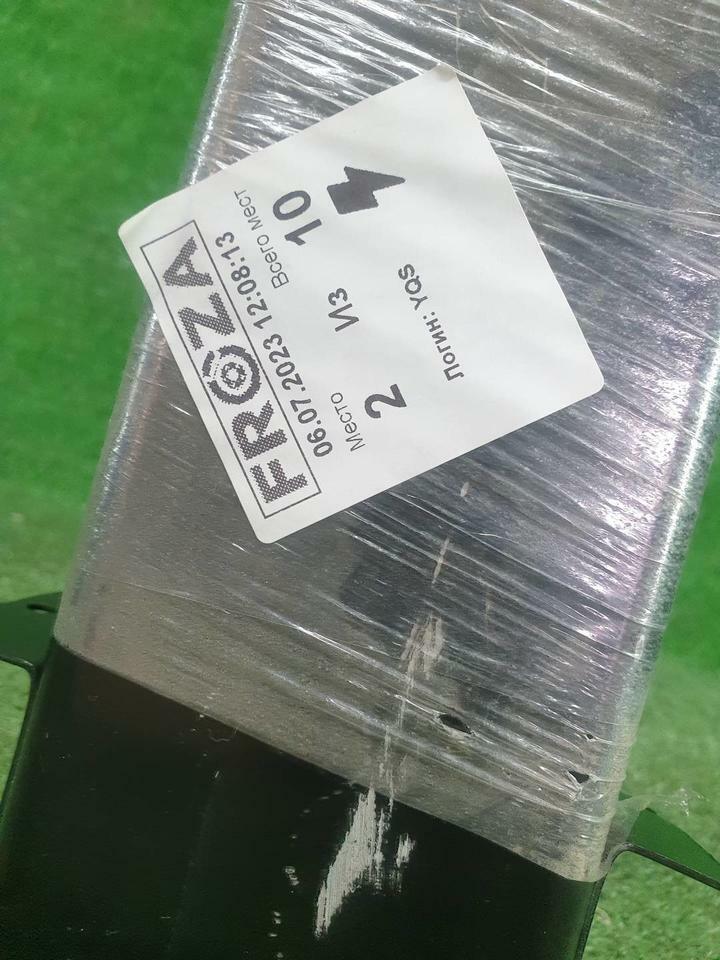 FROZA
06.07.2023 12:08:13
Место Всего мест
2 Из 10
Логин: YQS